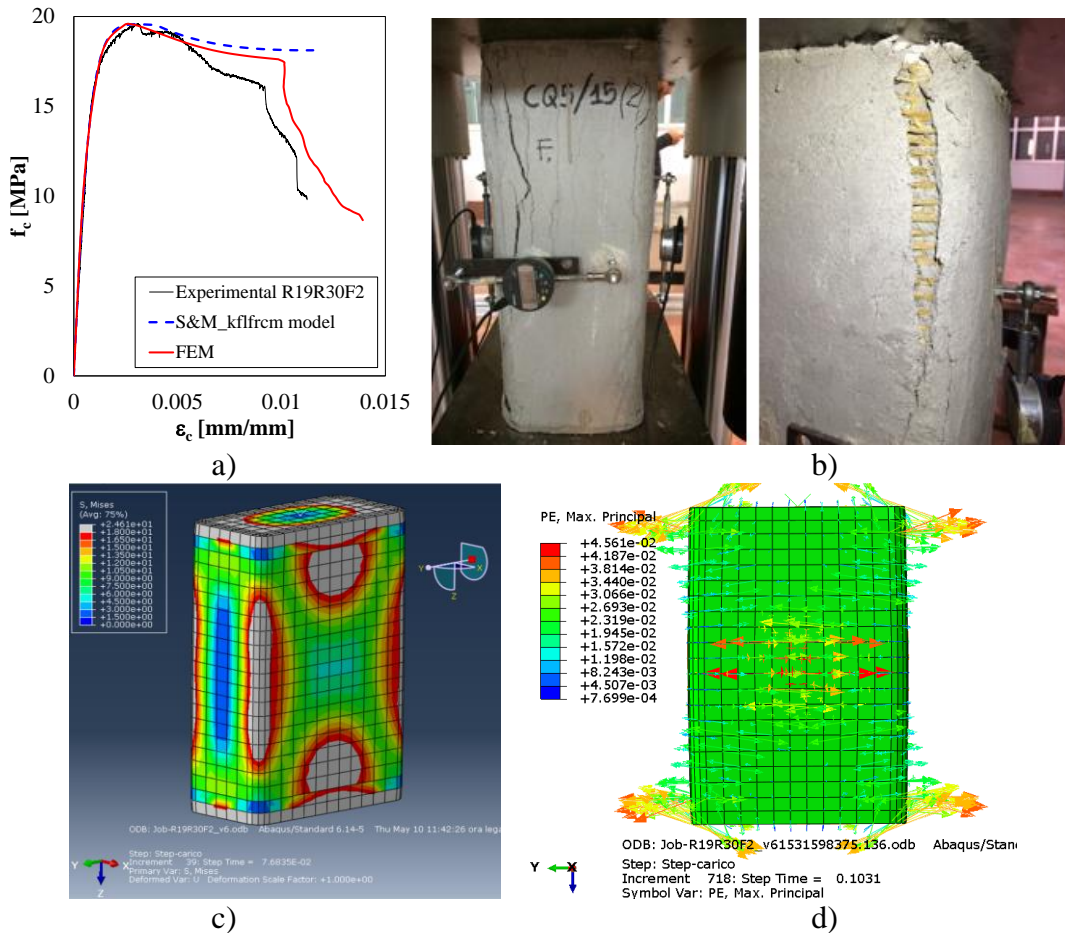 20
15
10
5
0
f_c [MPa]
Experimental R19R30F2
S&M_kflfrcm model
FEM
0
0.005
0.01
0.015
ε_c [mm/mm]
a)
CQ5/15(2)
F.
b)
S, Mises
(Avg: 75%)
+2.461e+01
+1.800e+01
+1.650e+01
+1.500e+01
+1.350e+01
+1.200e+01
+1.050e+01
+9.000e+00
+7.500e+00
+6.000e+00
+4.500e+00
+3.000e+00
+1.500e+00
+0.000e+00
Y
X
Z
ODB: Job-R19R30F2_v6.odb Abaqus/Standard 6.14-5 Thu May 10 11:42:26 ora lega
Step: Step-carico
Increment 39: Step Time = 7.6835E-02
Primary Var: S, Mises
Deformed Var: U Deformation Scale Factor: +1.000e+00
Y
X
Z
c)
PE, Max. Principal
+4.561e-02
+4.187e-02
+3.814e-02
+3.440e-02
+3.066e-02
+2.693e-02
+2.319e-02
+1.945e-02
+1.572e-02
+1.198e-02
+8.243e-03
+4.507e-03
+7.699e-04
ODB: Job-R19R30F2_v61531598375.136.odb Abaqus/Stan
Step: Step-carico
Increment 718: Step Time = 0.1031
Symbol Var: PE, Max. Principal
Y
X
Z
d)